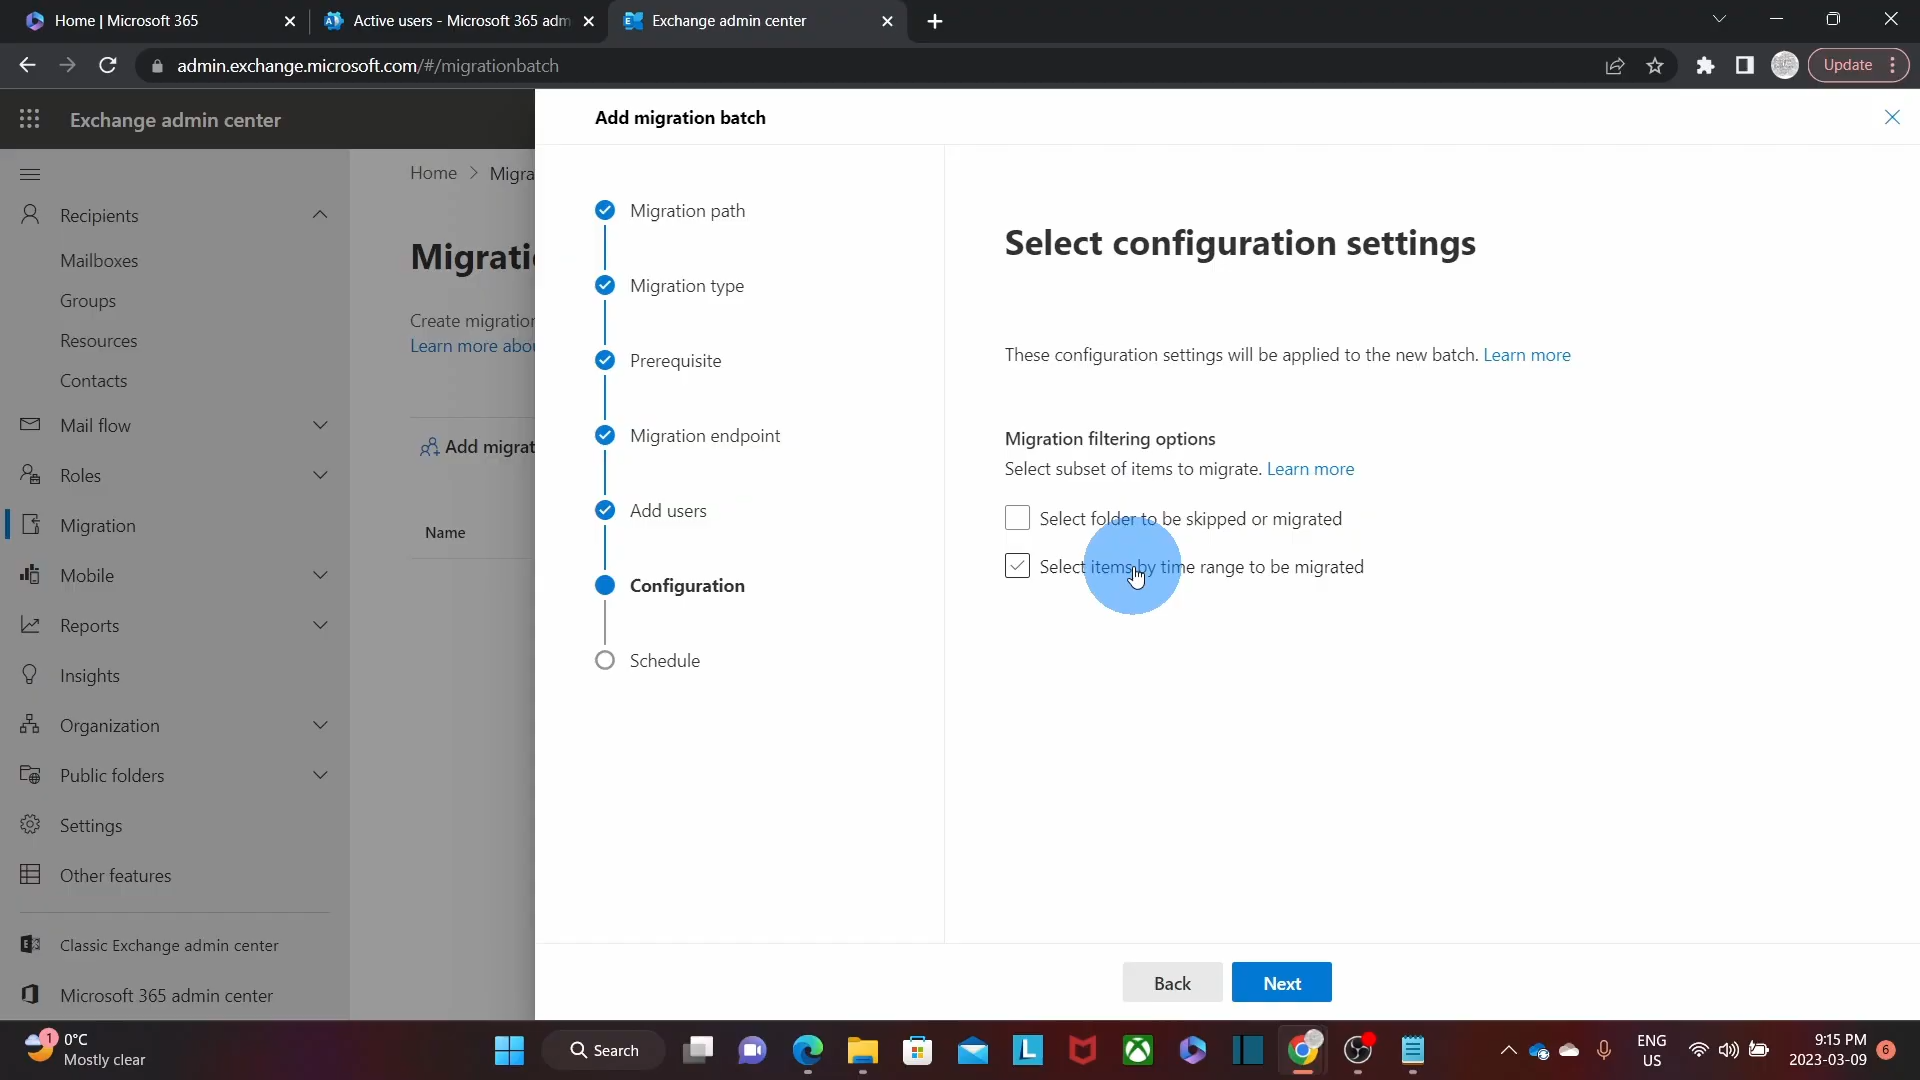 Home | Microsoft 365
Active users - Microsoft 365 adm
Exchange admin center
admin.exchange.microsoft.com/#/migrationbatch
Update
Exchange admin center
Recipients
Mailboxes
Groups
Resources
Contacts
Mail flow
Roles
Migration
Mobile
Reports
Insights
Organization
Public folders
Settings
Other features
Classic Exchange admin center
Microsoft 365 admin center
Home > Migra
Migrati
Create migration
Learn more abou
Add migrat
Name
Add migration batch
Migration path
Migration type
Prerequisite
Migration endpoint
Add users
Configuration
Schedule
Select configuration settings
These configuration settings will be applied to the new batch. Learn more
Migration filtering options
Select subset of items to migrate. Learn more
Select folder to be skipped or migrated
Select items by time range to be migrated
Back
Next
1
0°C
Mostly clear
Search
L
ENG
US
9:15 PM
2023-03-09
6